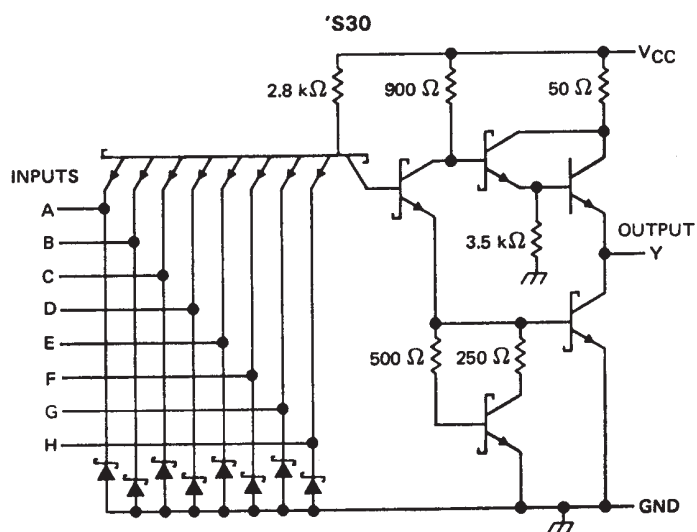 'S30
VCC
2.8 kΩ
900 Ω
50 Ω
INPUTS
A
B
C
D
E
F
G
H
3.5 kΩ
OUTPUT
Y
500 Ω
250 Ω
GND